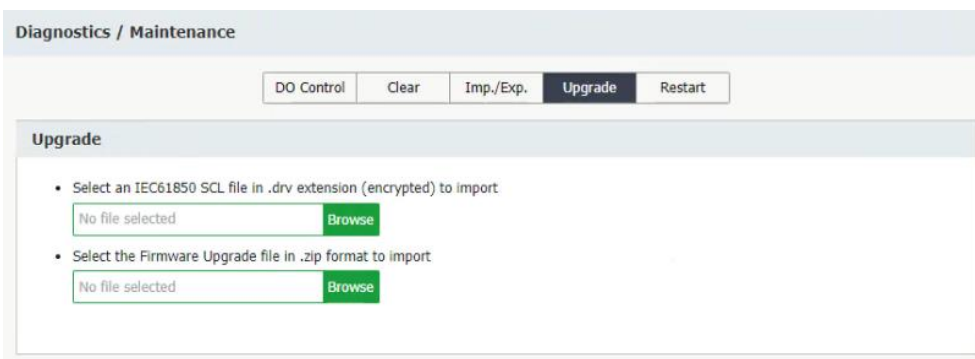 Diagnostics / Maintenance
DO Control Clear Imp./Exp. Upgrade Restart
Upgrade
• Select an IEC61850 SCL file in .drv extension (encrypted) to import
No file selected Browse
• Select the Firmware Upgrade file in .zip format to import
No file selected Browse